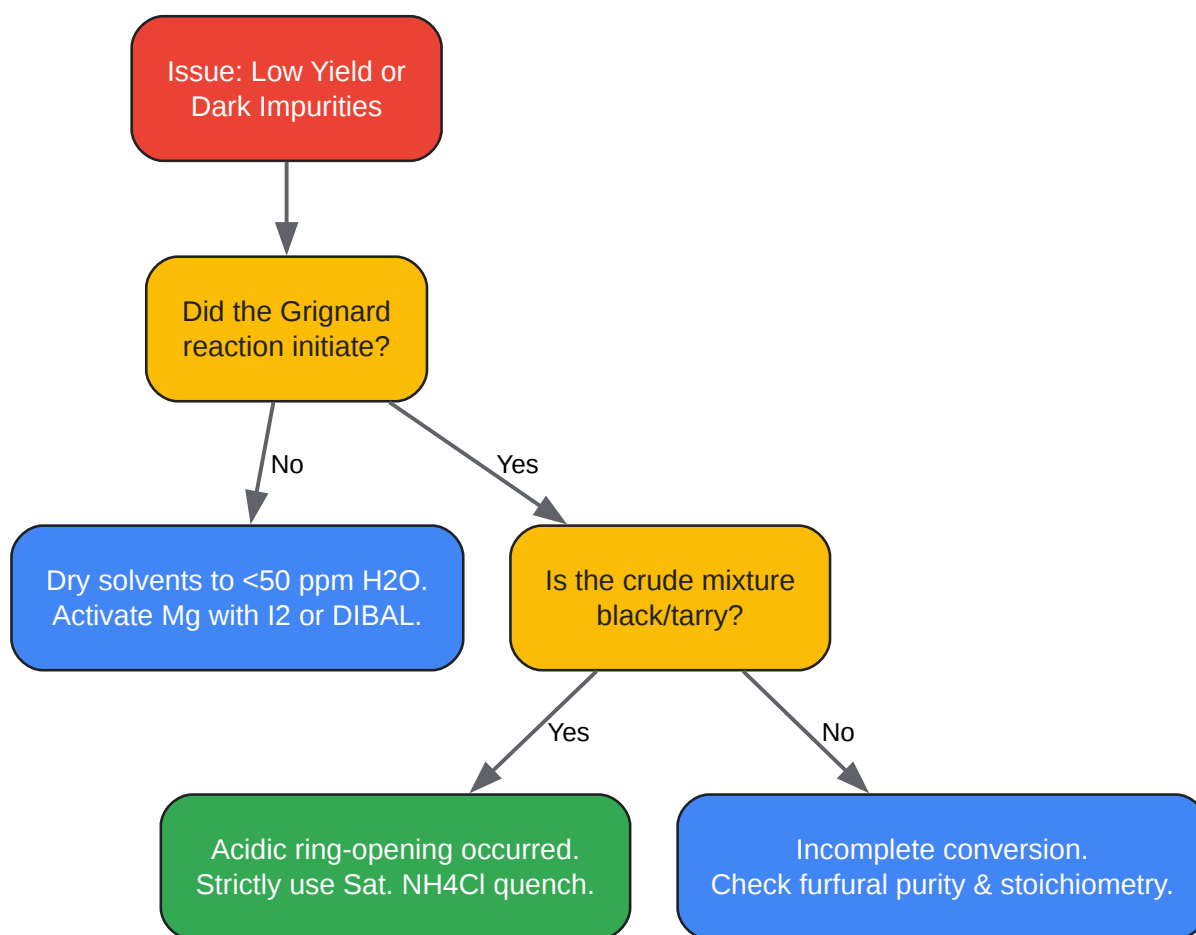 Issue: Low Yield or
Dark Impurities
Did the Grignard
reaction initiate?
No
Yes
Dry solvents to <50 ppm H2O.
Activate Mg with I2 or DIBAL.
Is the crude mixture
black/tarry?
Yes
No
Acidic ring-opening occurred.
Strictly use Sat. NH4Cl quench.
Incomplete conversion.
Check furfural purity & stoichiometry.